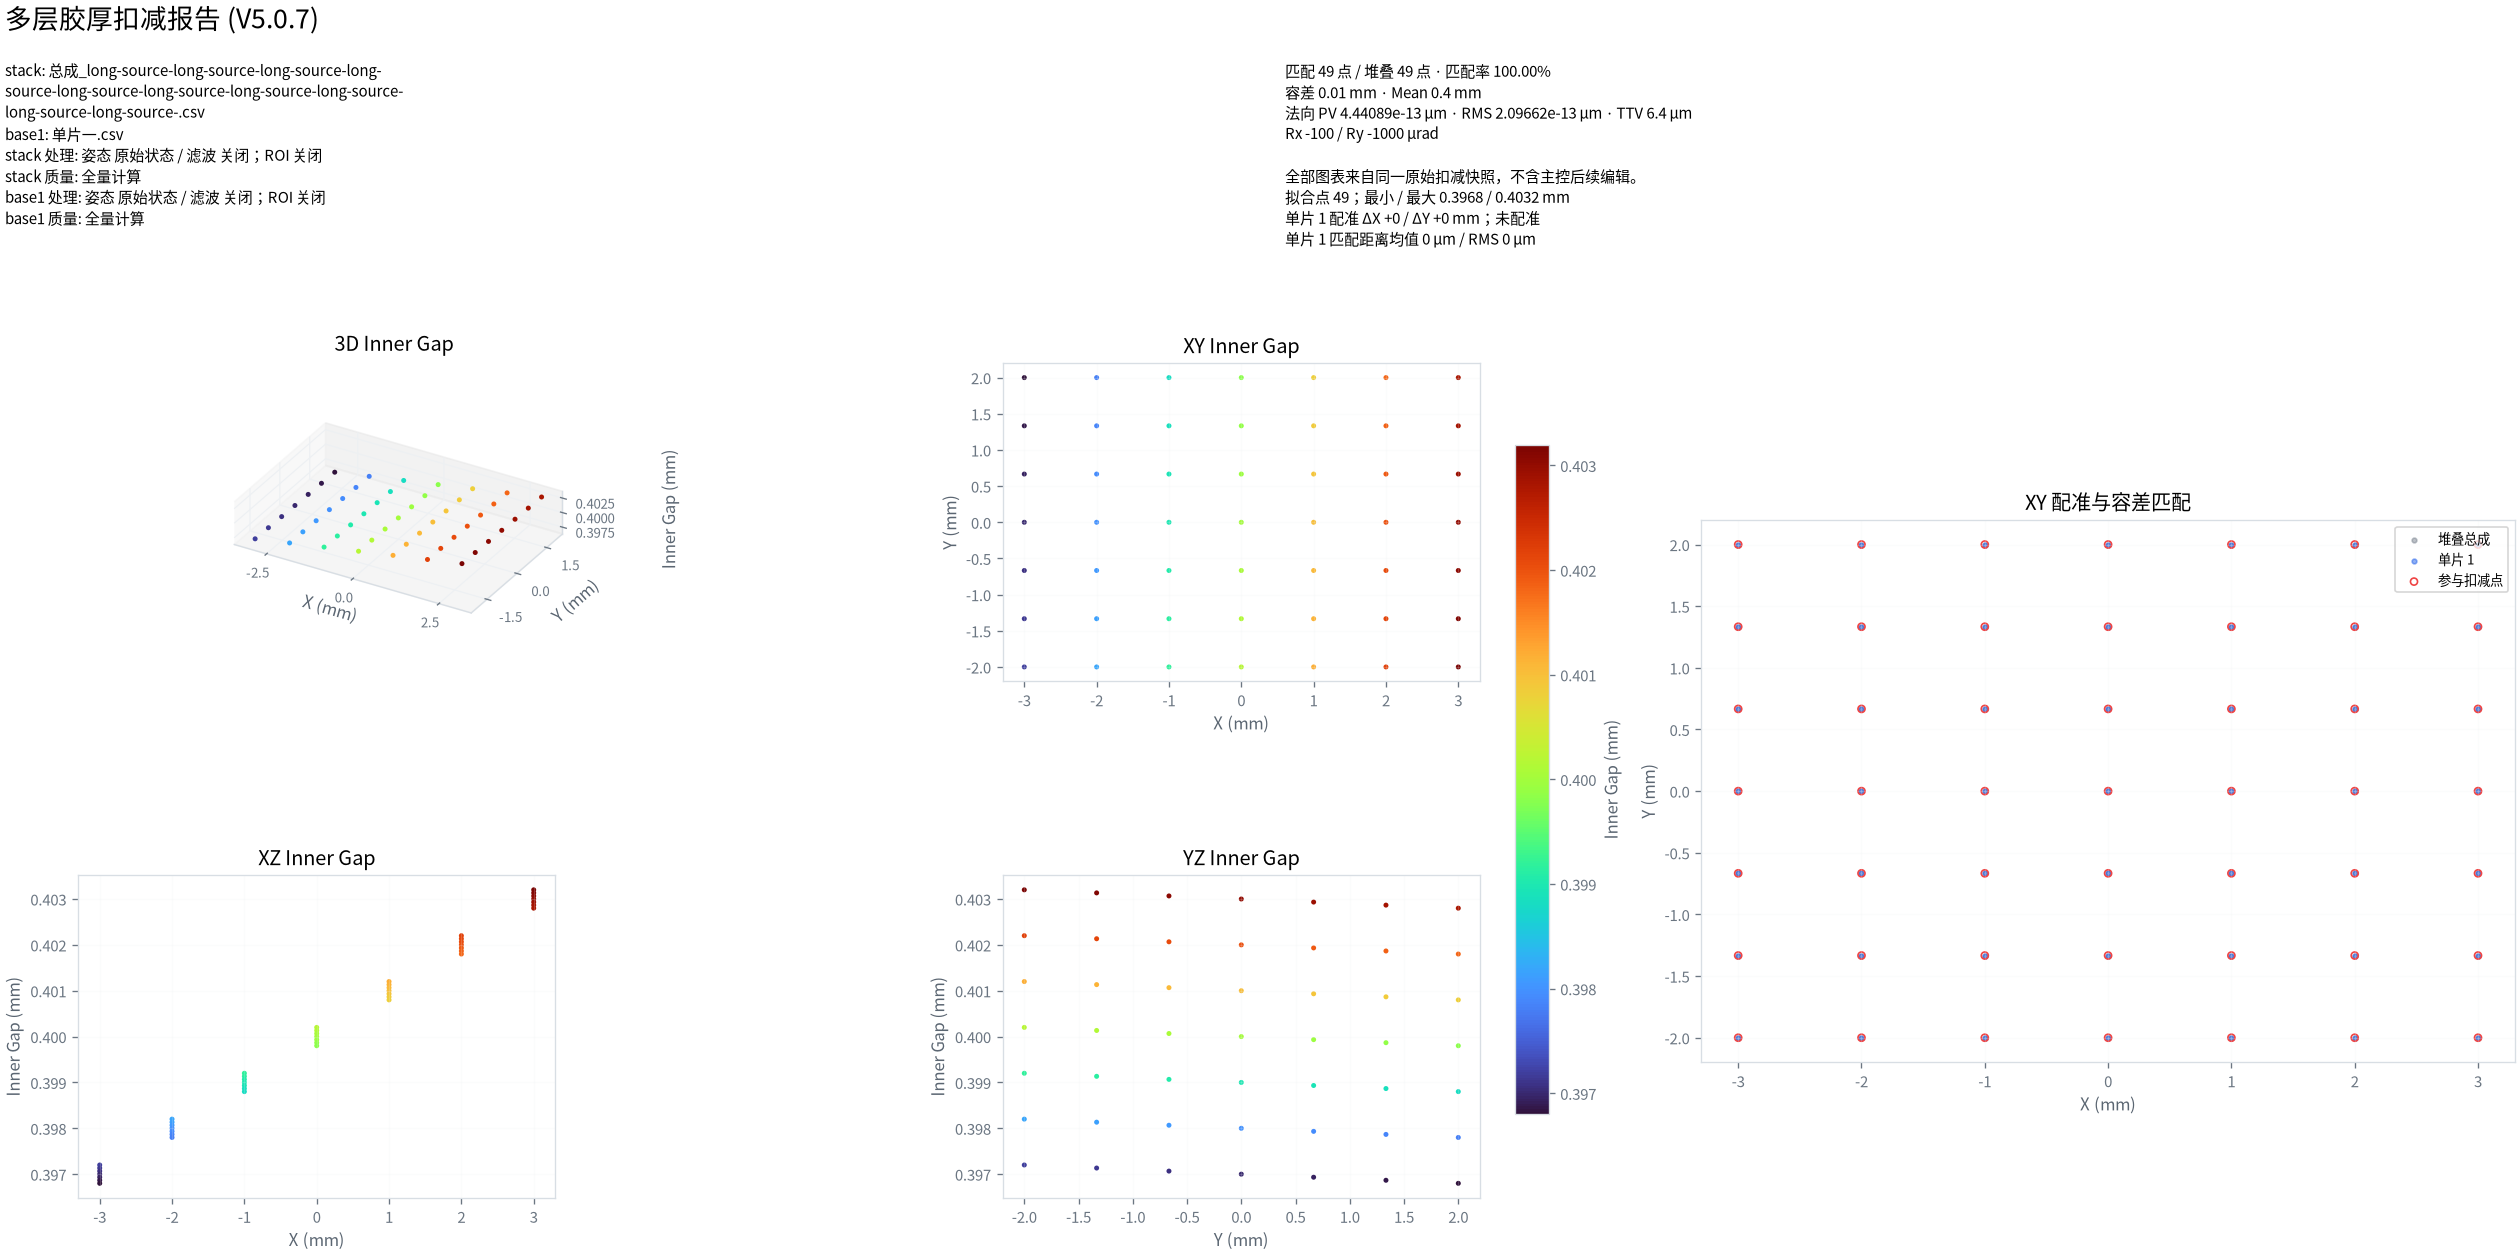 多层胶厚扣减报告 (V5.0.7)
stack: 总成_long-source-long-source-long-source-long-
source-long-source-long-source-long-source-long-source-
long-source-long-source-.csv
base1: 单片一.csv
stack 处理: 姿态 原始状态 / 滤波 关闭；ROI 关闭
stack 质量: 全量计算
base1 处理: 姿态 原始状态 / 滤波 关闭；ROI 关闭
base1 质量: 全量计算
匹配 49 点 / 堆叠 49 点 · 匹配率 100.00%
容差 0.01 mm · Mean 0.4 mm
法向 PV 4.44089e-13 µm · RMS 2.09662e-13 µm · TTV 6.4 µm
Rx -100 / Ry -1000 µrad
全部图表来自同一原始扣减快照，不含主控后续编辑。
拟合点 49；最小 / 最大 0.3968 / 0.4032 mm
单片 1 配准 ΔX +0 / ΔY +0 mm；未配准
单片 1 匹配距离均值 0 µm / RMS 0 µm
3D Inner Gap
0.4025
0.4000
0.3975
Inner Gap (mm)
-2.5
0.0
2.5
X (mm)
-1.5
0.0
1.5
Y (mm)
XY Inner Gap
2.0
1.5
1.0
0.5
0.0
-0.5
-1.0
-1.5
-2.0
Y (mm)
-3 -2 -1 0 1 2 3
X (mm)
0.403
0.402
0.401
0.400
0.399
0.398
0.397
Inner Gap (mm)
XY 配准与容差匹配
堆叠总成
单片 1
参与扣减点
2.0
1.5
1.0
0.5
0.0
-0.5
-1.0
-1.5
-2.0
Y (mm)
-3 -2 -1 0 1 2 3
X (mm)
XZ Inner Gap
0.403
0.402
0.401
0.400
0.399
0.398
0.397
Inner Gap (mm)
-3 -2 -1 0 1 2 3
X (mm)
YZ Inner Gap
0.403
0.402
0.401
0.400
0.399
0.398
0.397
Inner Gap (mm)
-2.0 -1.5 -1.0 -0.5 0.0 0.5 1.0 1.5 2.0
Y (mm)